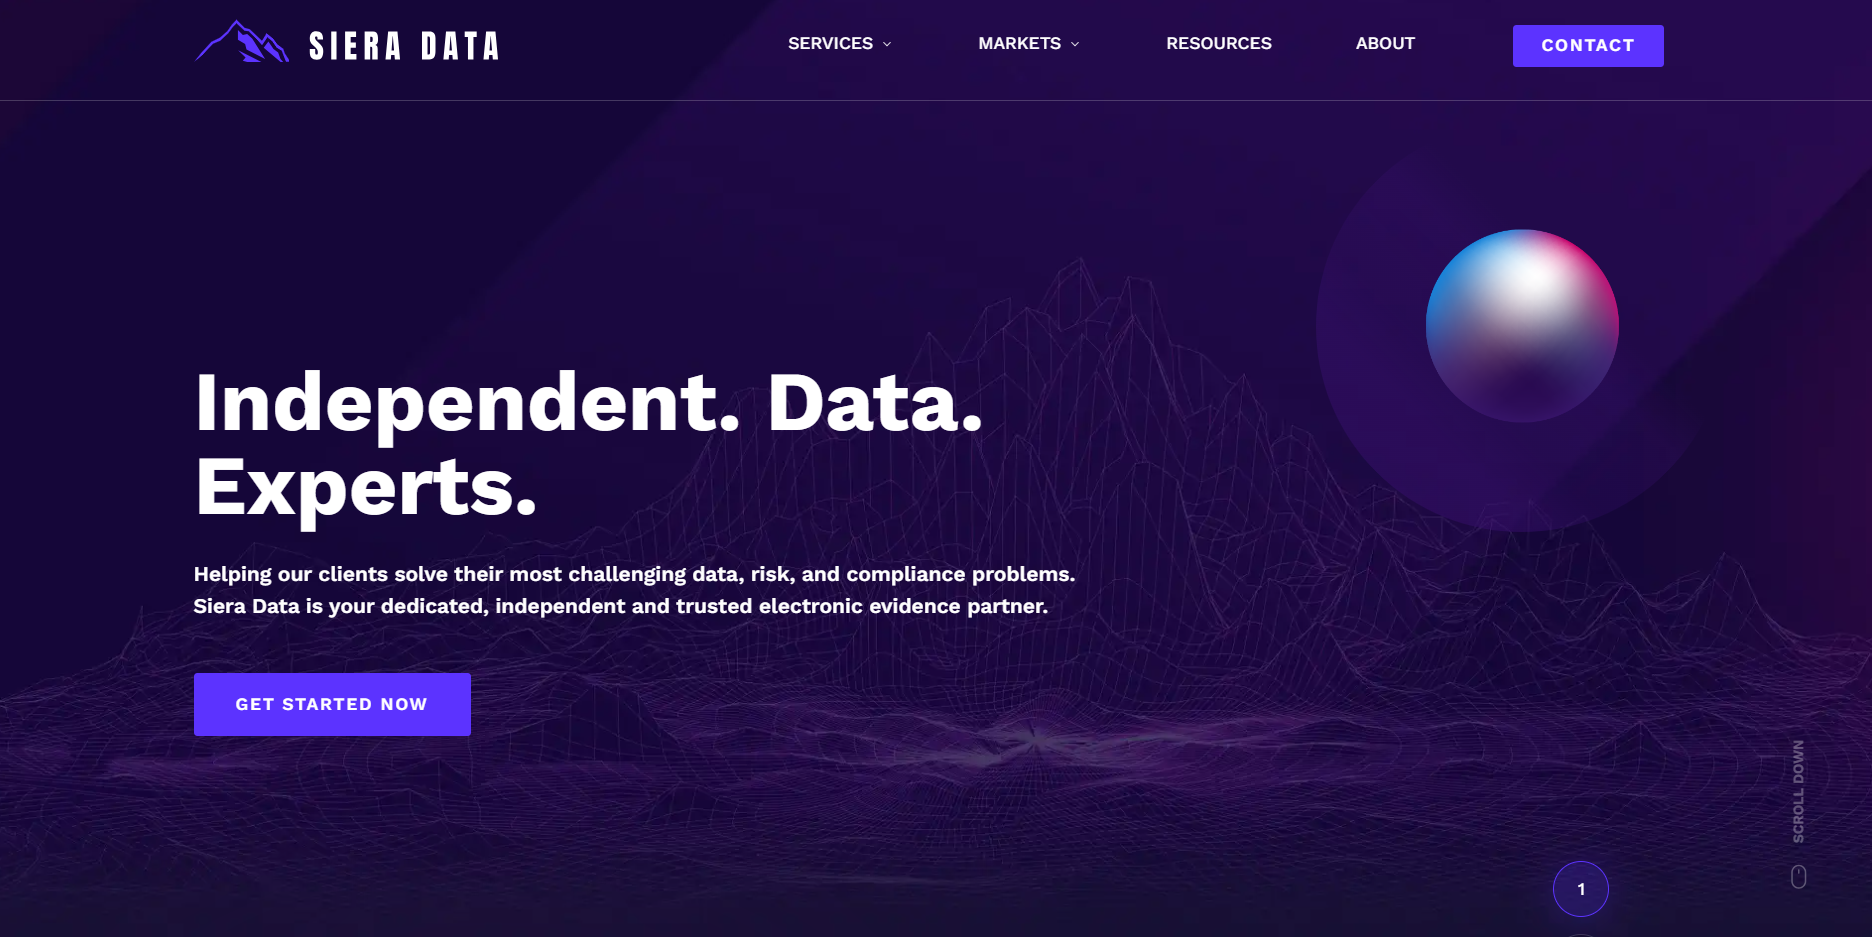 SIERA DATA
SERVICES
MARKETS
RESOURCES
ABOUT
CONTACT
Independent. Data.
Experts.
Helping our clients solve their most challenging data, risk, and compliance problems.
Siera Data is your dedicated, independent and trusted electronic evidence partner.
GET STARTED NOW
SCROLL DOWN
1